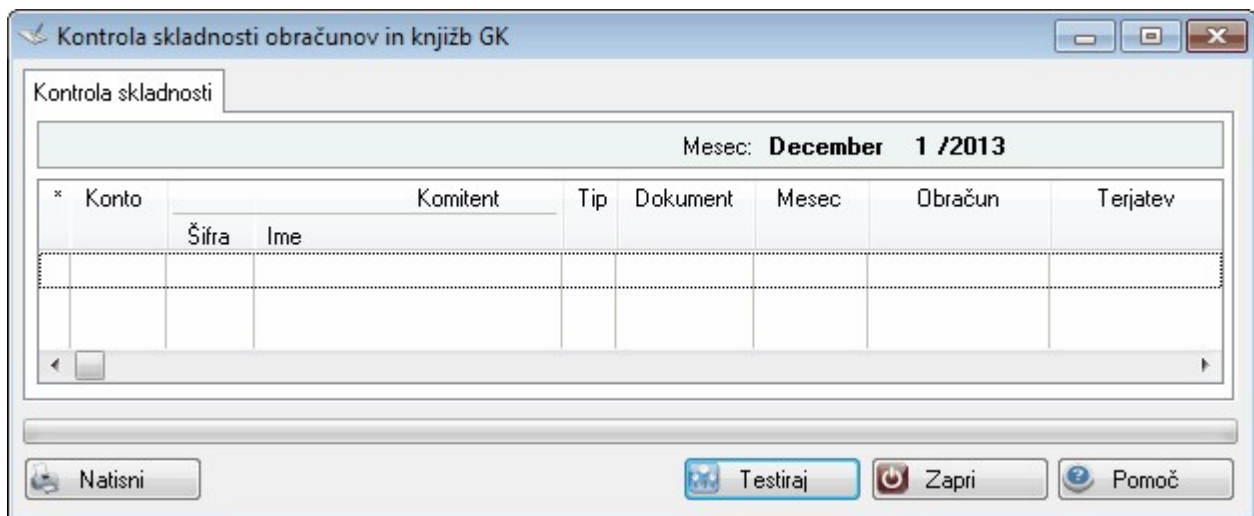 Kontrola skladnosti obračunov in knjižb GK
Kontrola skladnosti
Mesec: December 1 /2013
* Konto Komitent Tip Dokument Mesec Obračun Terjatev
Šifra Ime
Natisni Testiraj Zapri Pomoč